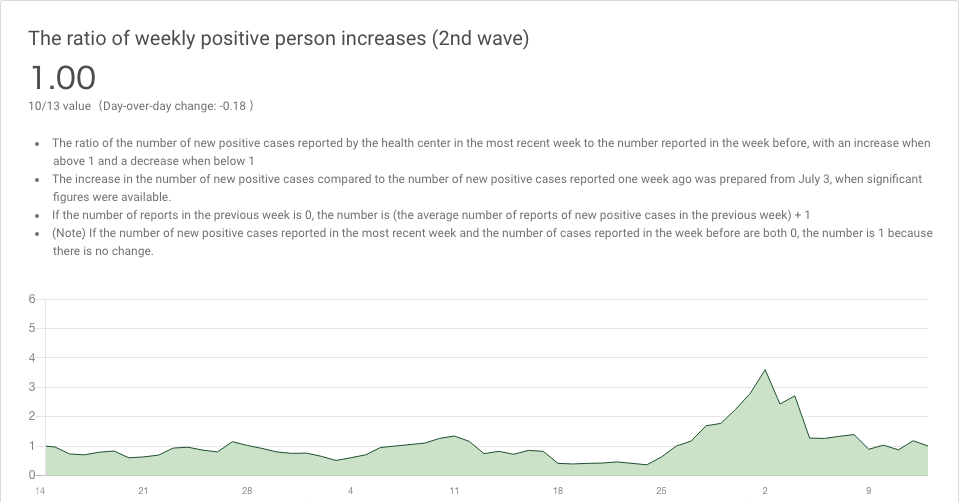 The ratio of weekly positive person increases (2nd wave)
1.00
10/13 value （Day-over-day change: -0.18 ）
• The ratio of the number of new positive cases reported by the health center in the most recent week to the number reported in the week before, with an increase when
above 1 and a decrease when below 1
• The increase in the number of new positive cases compared to the number of new positive cases reported one week ago was prepared from July 3, when significant
figures were available.
• If the number of reports in the previous week is 0, the number is (the average number of reports of new positive cases in the previous week) + 1
• (Note) If the number of new positive cases reported in the most recent week and the number of cases reported in the week before are both 0, the number is 1 because
there is no change.
6
5
4
3
2
1
0
14 21 28 4 11 18 25 2 9